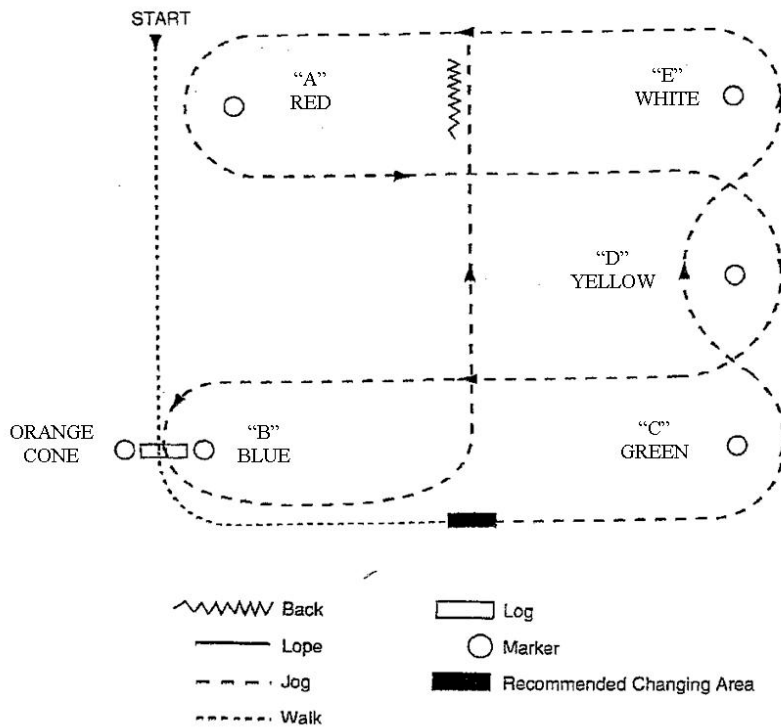 START
“A”
RED
“E”
WHITE
“D”
YELLOW
ORANGE
CONE
“B”
BLUE
“C”
GREEN
Back
Lope
Jog
Walk
Log
Marker
Recommended Changing Area